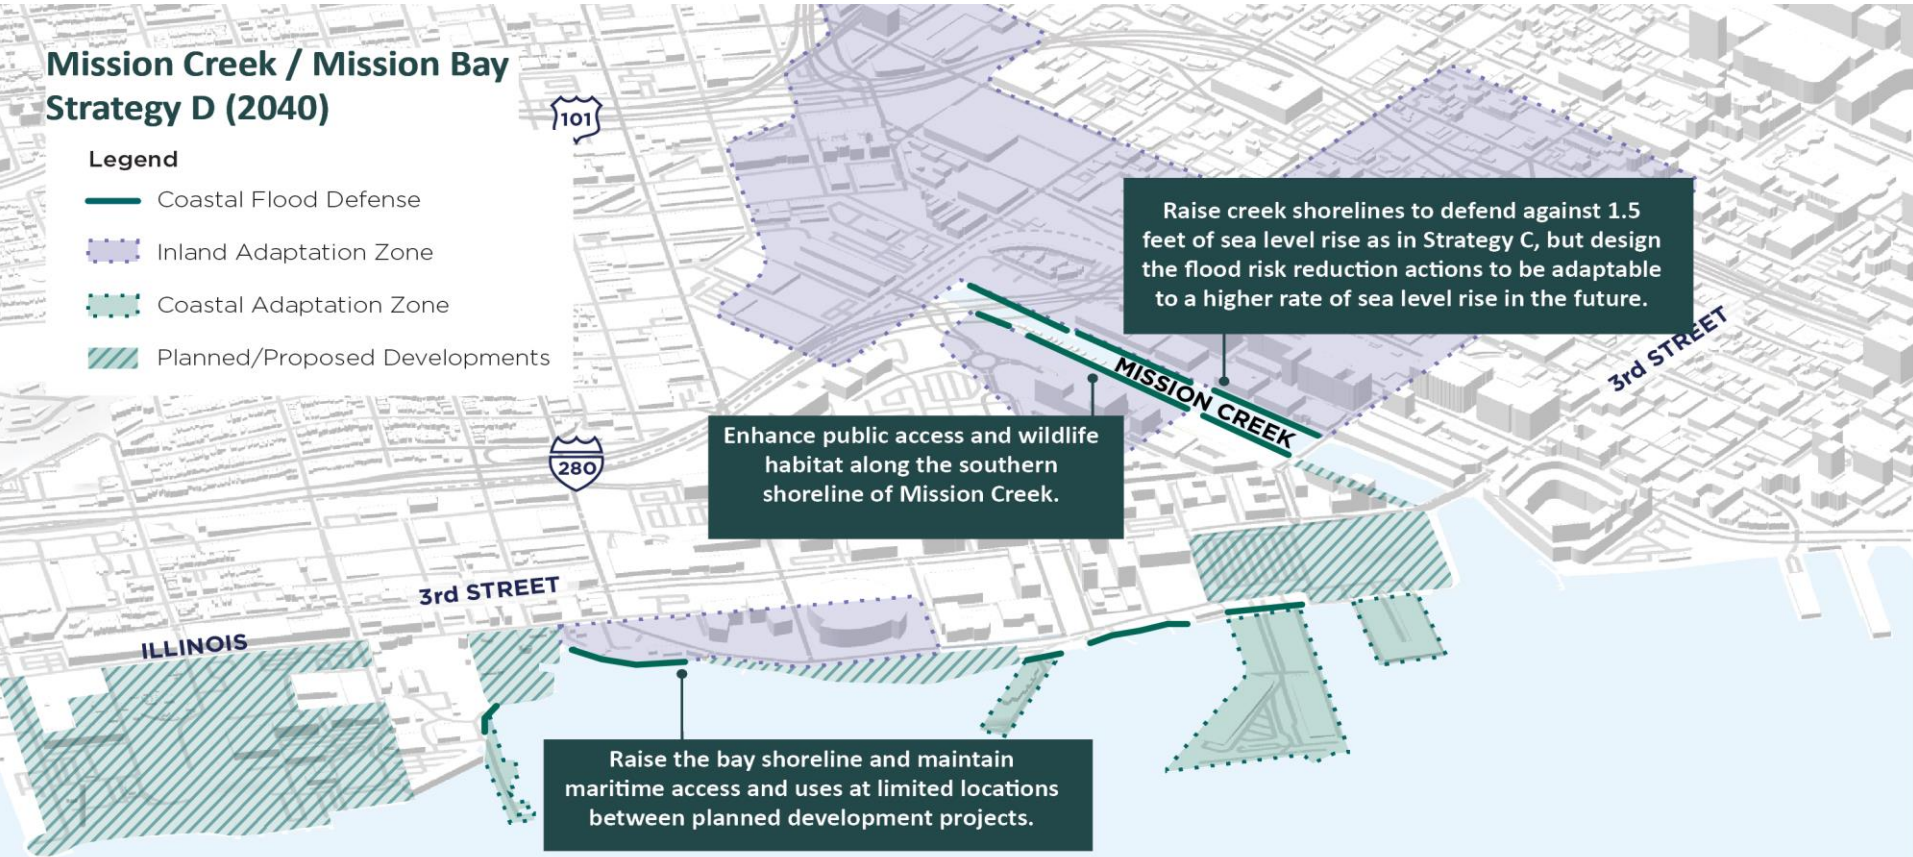 Mission Creek / Mission Bay
Strategy D (2040)
Legend
Coastal Flood Defense
Inland Adaptation Zone
Coastal Adaptation Zone
Planned/Proposed Developments
101
Raise creek shorelines to defend against 1.5
feet of sea level rise as in Strategy C, but design
the flood risk reduction actions to be adaptable
to a higher rate of sea level rise in the future.
3rd STREET
MISSION CREEK
Enhance public access and wildlife
habitat along the southern
shoreline of Mission Creek.
280
3rd STREET
ILLINOIS
Raise the bay shoreline and maintain
maritime access and uses at limited locations
between planned development projects.